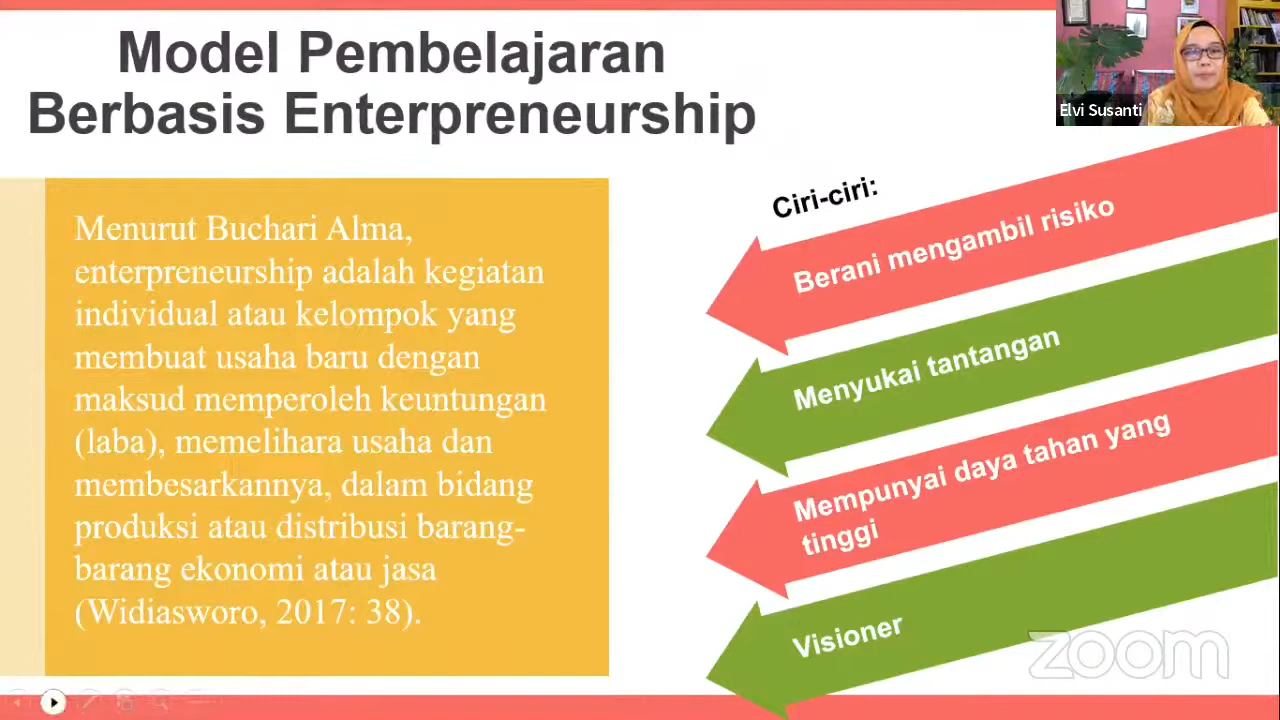 Model Pembelajaran
Berbasis Enterpreneurship
Elvi Susanti
Menurut Buchari Alma,
enterpreneurship adalah kegiatan
individual atau kelompok yang
membuat usaha baru dengan
maksud memperoleh keuntungan
(laba), memelihara usaha dan
membesarkannya, dalam bidang
produksi atau distribusi barang-
barang ekonomi atau jasa
(Widiasworo, 2017: 38).
Ciri-ciri:
Berani mengambil risiko
Menyukai tantangan
Mempunyai daya tahan yang
tinggi
Visioner
zoom